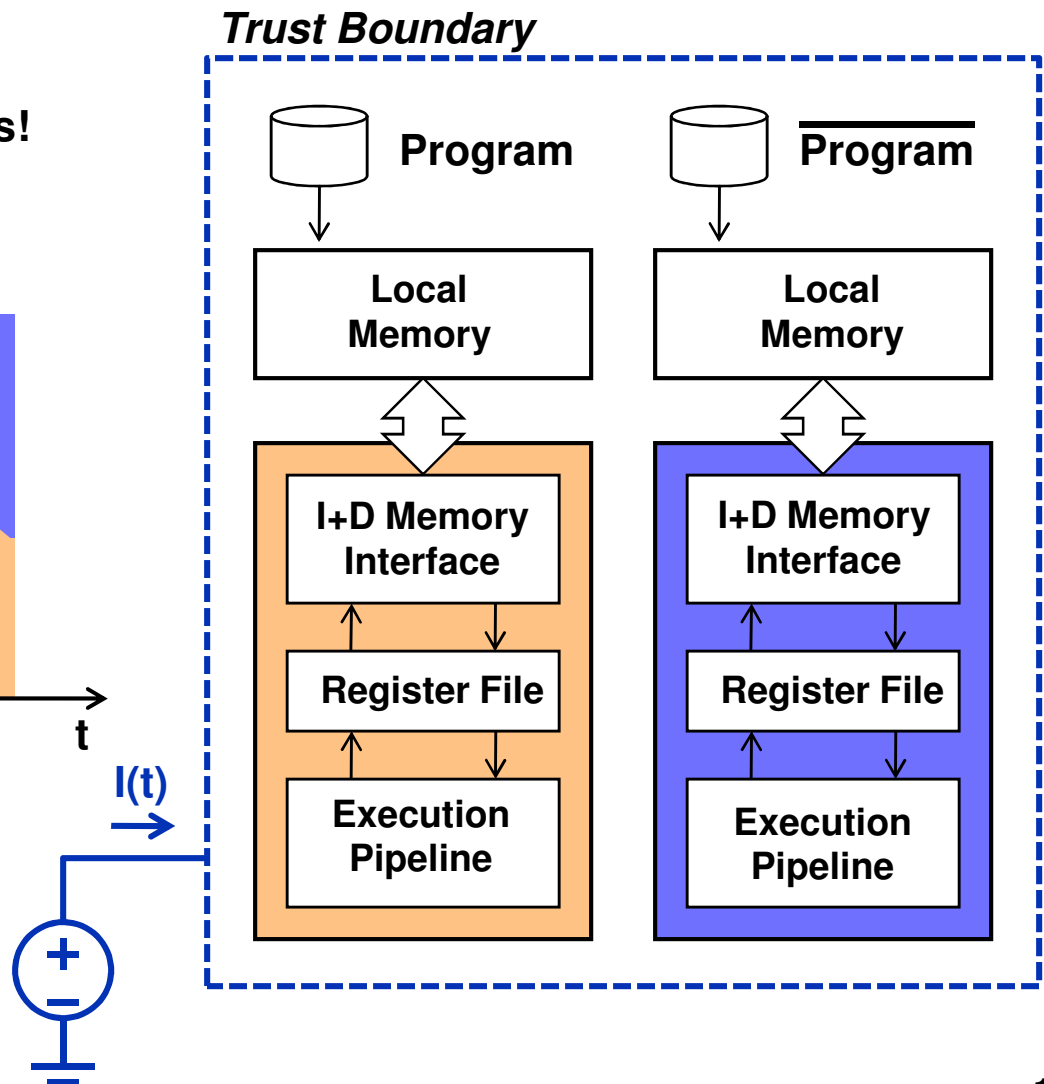 Trust Boundary
s!
Program
Program
Local
Memory
Local
Memory
I+D Memory
Interface
I+D Memory
Interface
Register File
Register File
t
I(t)
Execution
Pipeline
Execution
Pipeline
+
−